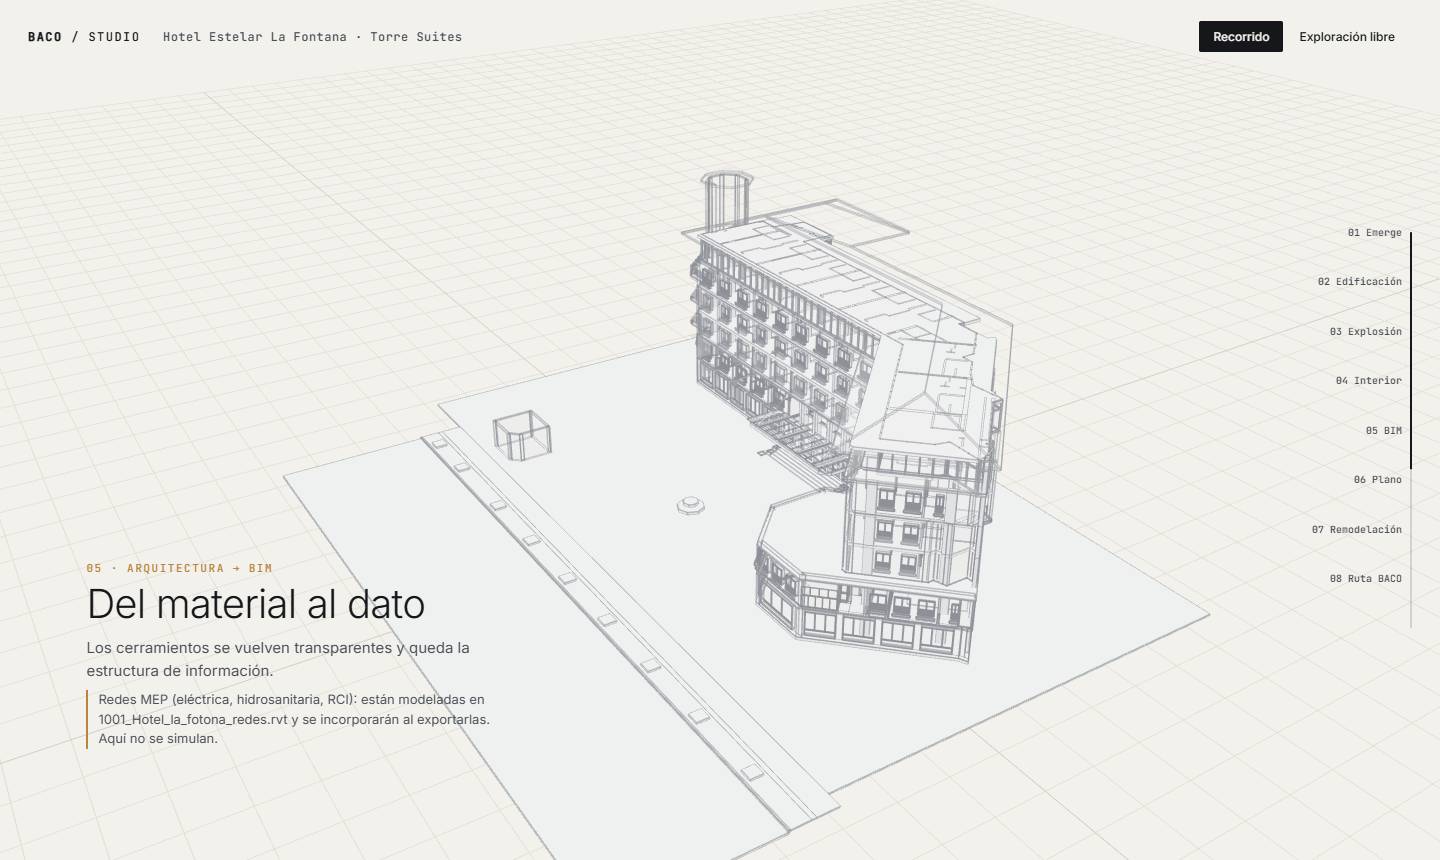 BACO / STUDIO Hotel Estelar La Fontana · Torre Suites
Recorrido Exploración libre
01 Emerge
02 Edificación
03 Explosión
04 Interior
05 BIM
06 Plano
07 Remodelación
08 Ruta BACO
05 · ARQUITECTURA → BIM
Del material al dato
Los cerramientos se vuelven transparentes y queda la
estructura de información.
Redes MEP (eléctrica, hidrosanitaria, RCI): están modeladas en
1001_Hotel_la_fotona_redes.rvt y se incorporarán al exportarlas.
Aquí no se simulan.